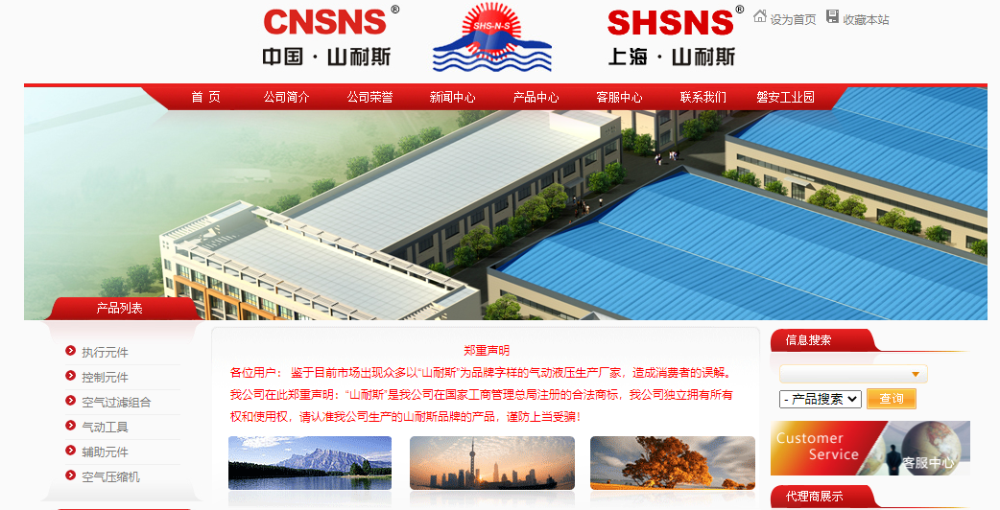 CNSNS®
中国·山耐斯
SHS-N-S
SHSNS®
上海·山耐斯
设为首页 收藏本站
首 页 公司简介 公司荣誉 新闻中心 产品中心 客服中心 联系我们 磐安工业园
产品列表
执行元件
控制元件
空气过滤组合
气动工具
辅助元件
空气压缩机
郑重声明
各位用户： 鉴于目前市场出现众多以“山耐斯”为品牌字样的气动液压生产厂家，造成消费者的误解。
我公司在此郑重声明：“山耐斯”是我公司在国家工商管理总局注册的合法商标，我公司独立拥有所有
权和使用权，请认准我公司生产的山耐斯品牌的产品，谨防上当受骗！
信息搜索
- 产品搜索 查询
Customer
Service
客服中心
代理商展示